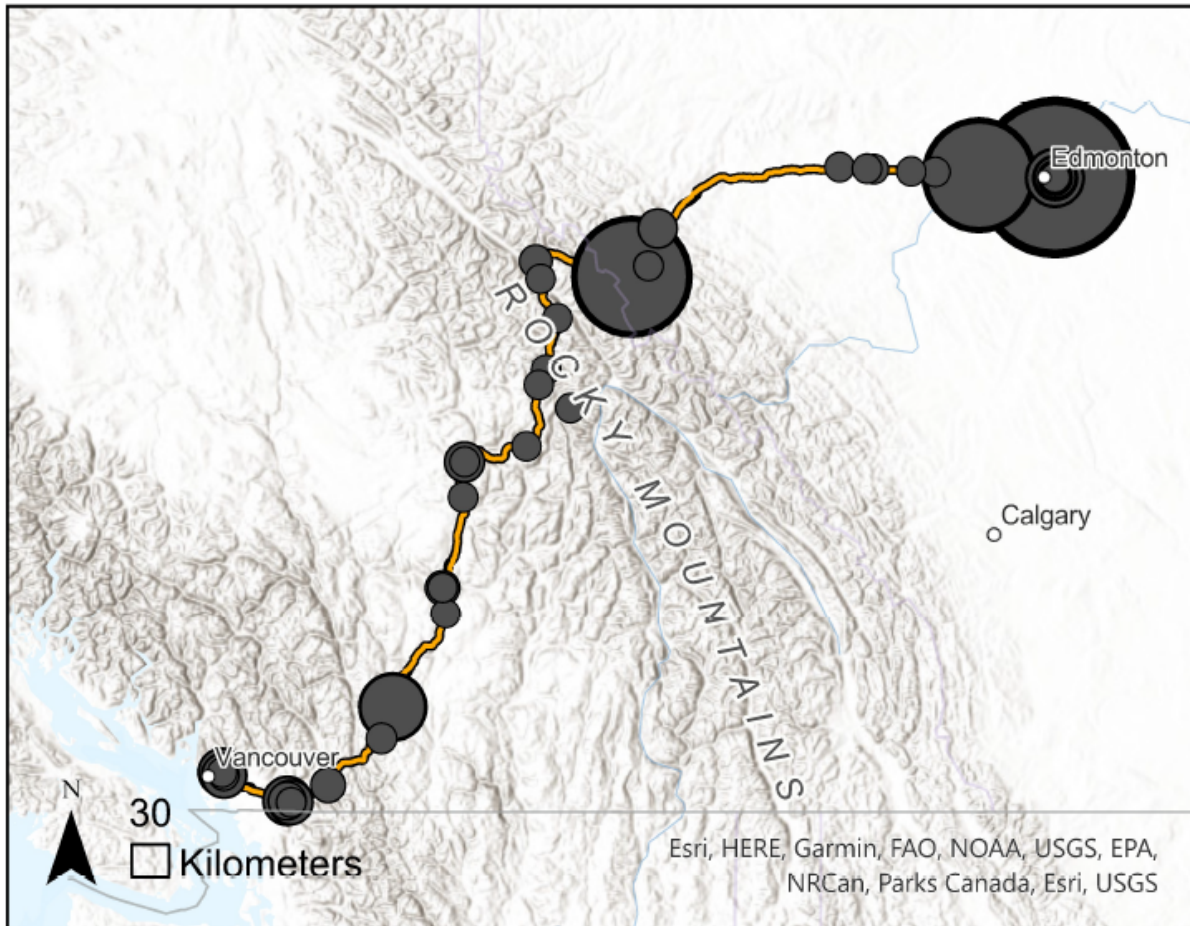 Edmonton
ROCKY MOUNTAINS
Calgary
Vancouver
N
30
Kilometers
Esri, HERE, Garmin, FAO, NOAA, USGS, EPA,
NRCan, Parks Canada, Esri, USGS